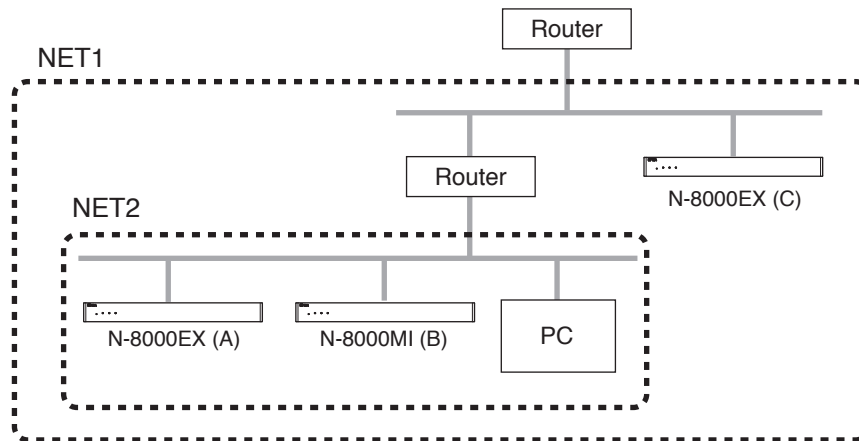 Router
NET1
Router
N-8000EX (C)
NET2
N-8000EX (A)
N-8000MI (B)
PC